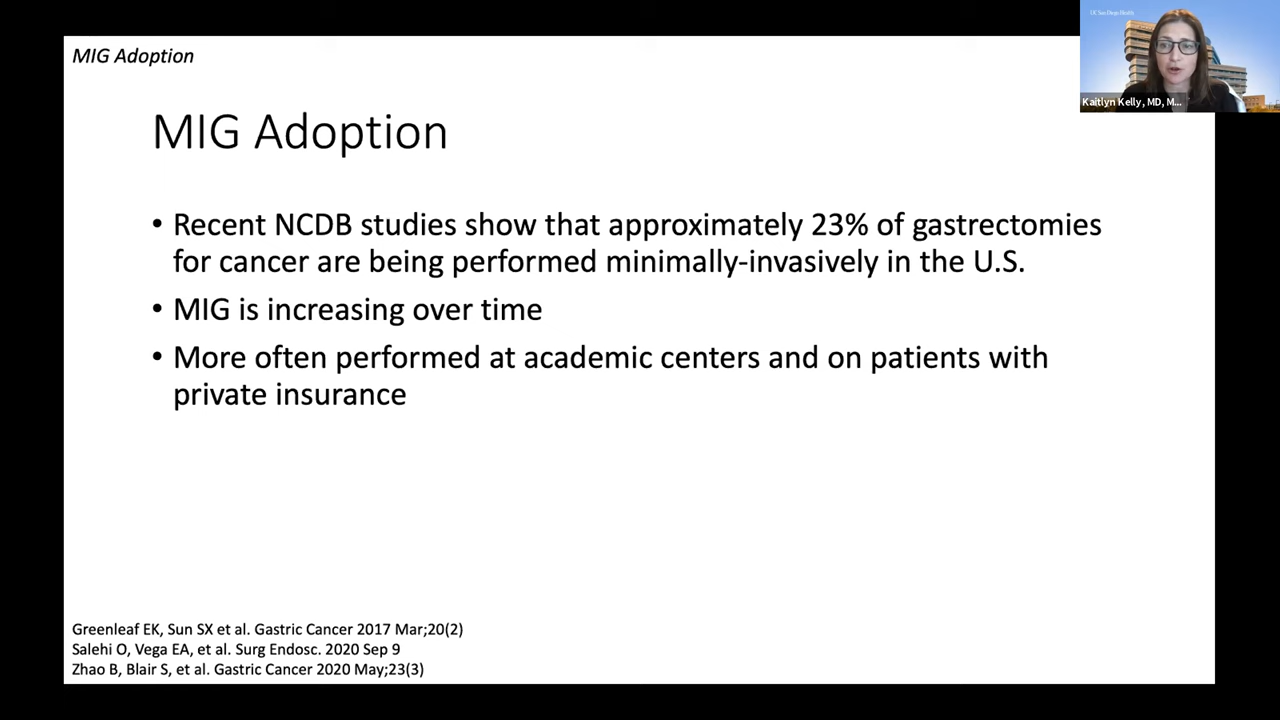 MIG Adoption
UC San Diego Health
Kaitlyn Kelly, MD, M...
MIG Adoption
• Recent NCDB studies show that approximately 23% of gastrectomies
for cancer are being performed minimally-invasively in the U.S.
• MIG is increasing over time
• More often performed at academic centers and on patients with
private insurance
Greenleaf EK, Sun SX et al. Gastric Cancer 2017 Mar;20(2)
Salehi O, Vega EA, et al. Surg Endosc. 2020 Sep 9
Zhao B, Blair S, et al. Gastric Cancer 2020 May;23(3)